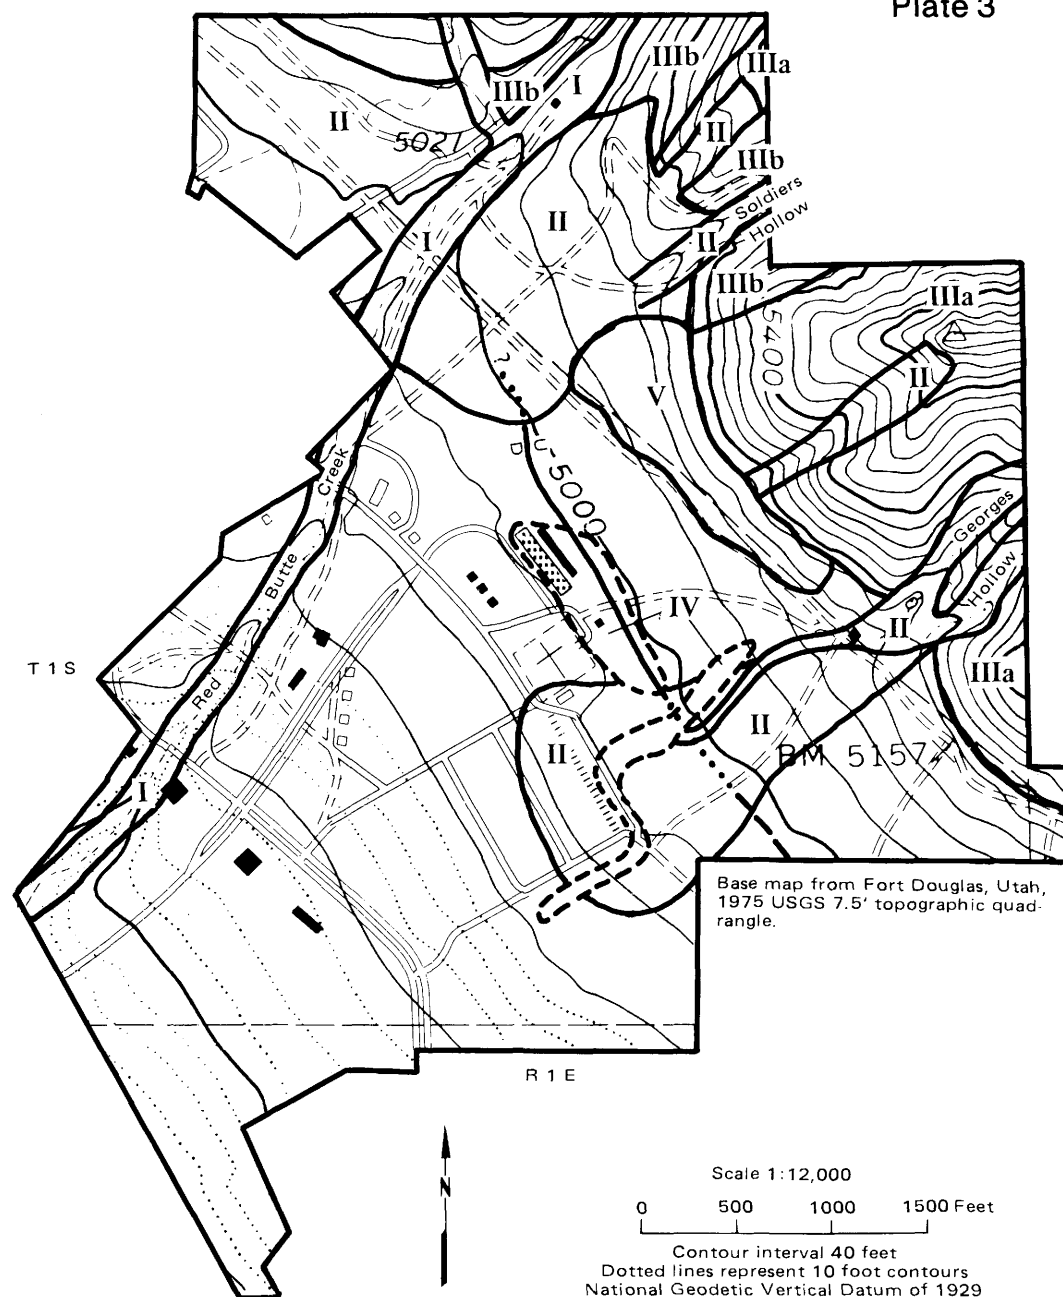 Plate 3
IIIb
IIIa
IIIb
I
II
5021
II
IIIb
Soldiers
Hollow
II
I
II
IIIb
IIIa
5400
?
V
II
D
U
5000
Red Butte Creek
Georges
Hollow
IV
II
T 1 S
IIIa
II
II
BM 5157
I
Base map from Fort Douglas, Utah,
1975 USGS 7.5' topographic quad-
rangle.
R 1 E
N
Scale 1:12,000
0 500 1000 1500 Feet
Contour interval 40 feet
Dotted lines represent 10 foot contours
National Geodetic Vertical Datum of 1929